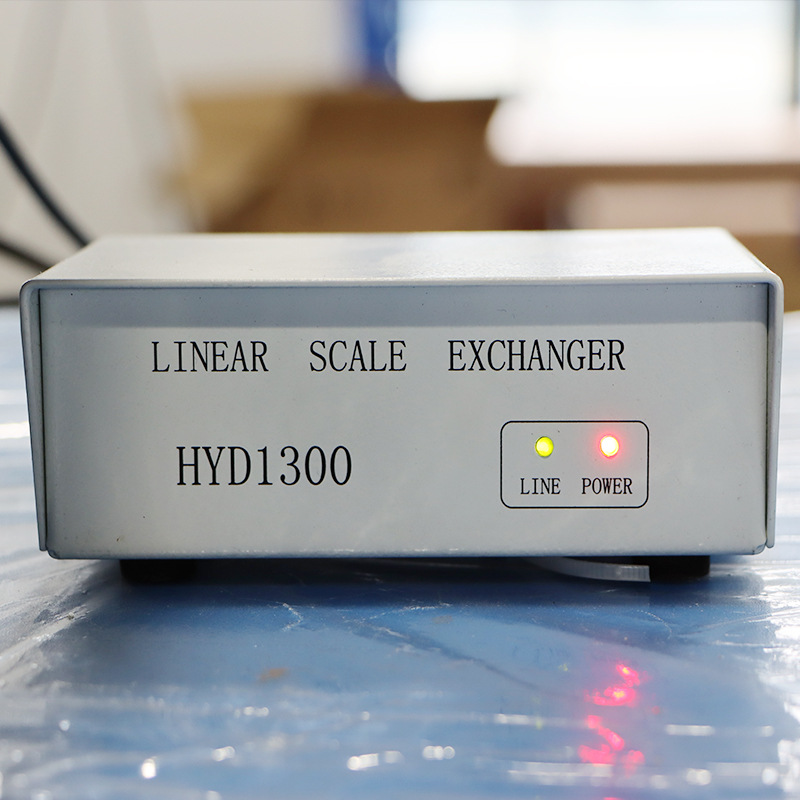 LINEAR SCALE EXCHANGER
HYD1300
LINE POWER